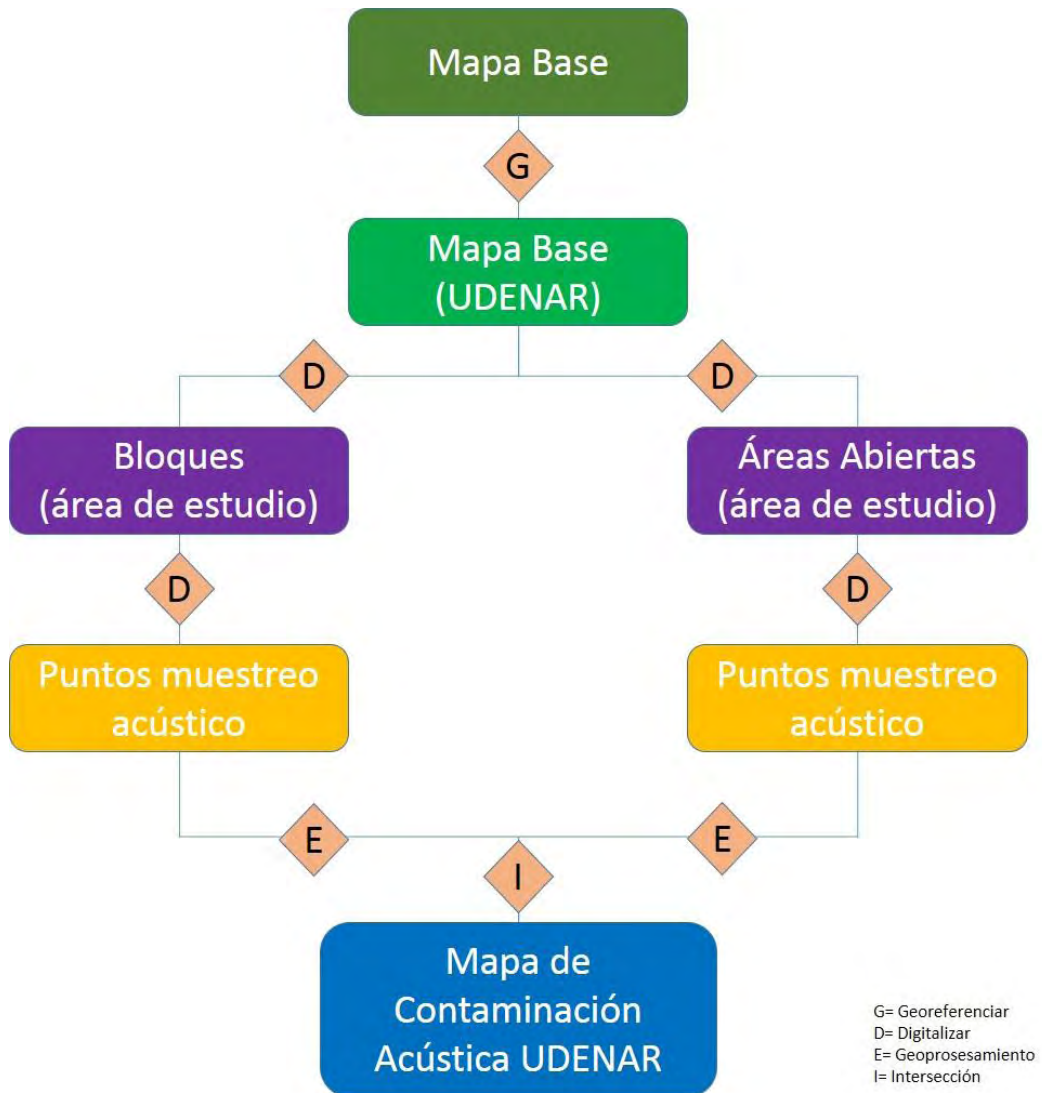 Mapa Base
G
Mapa Base
(UDENAR)
D
D
Bloques
(área de estudio)
Áreas Abiertas
(área de estudio)
D
D
Puntos muestreo
acústico
Puntos muestreo
acústico
E
E
I
Mapa de
Contaminación
Acústica UDENAR
G= Georeferenciar
D= Digitalizar
E= Geoprosesamiento
I= Intersección